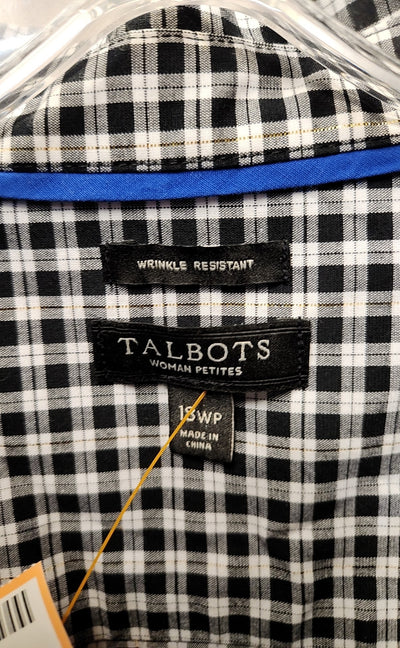 WRINKLE RESISTANT
TALBOTS
WOMAN PETITES
18WP
MADE IN
CHINA